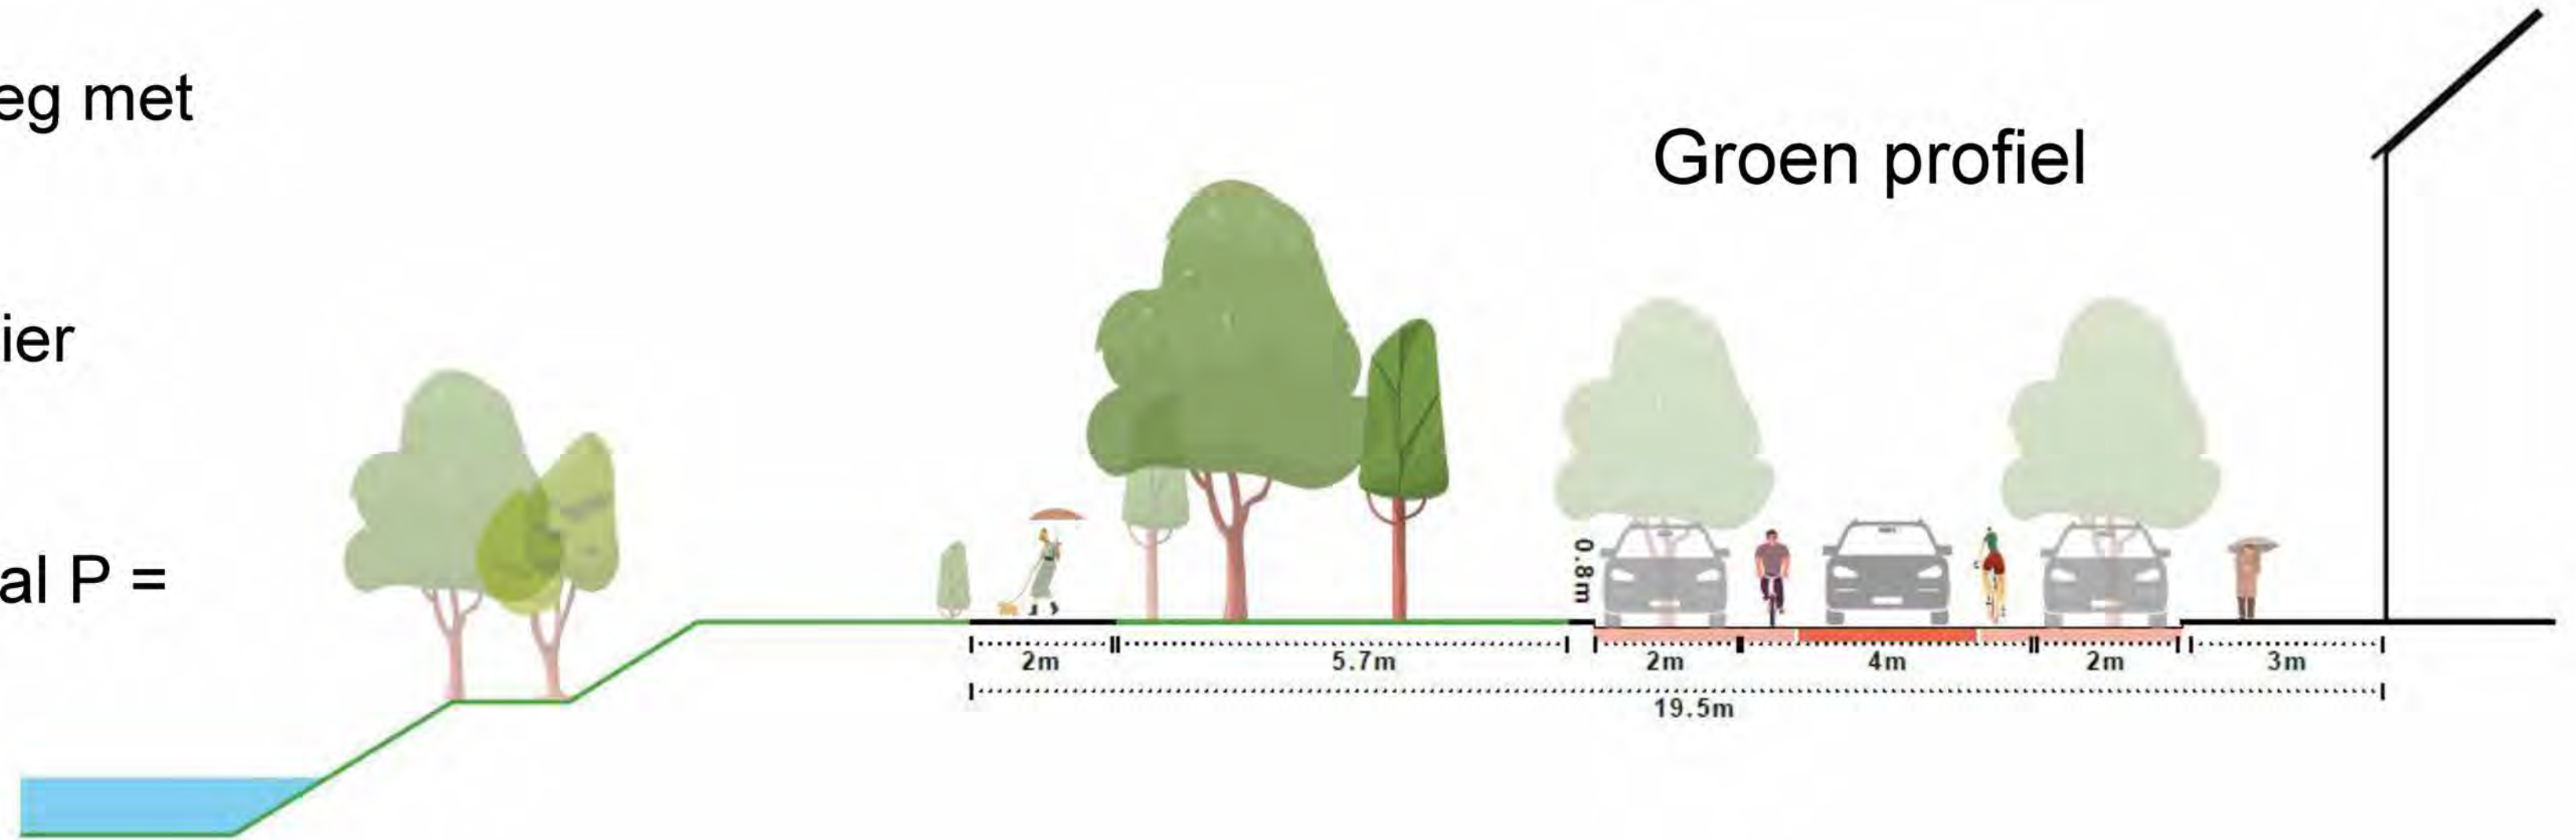 eg met
ier
al P =
Groen profiel
0.8m
2m
5.7m
2m
4m
2m
3m
19.5m